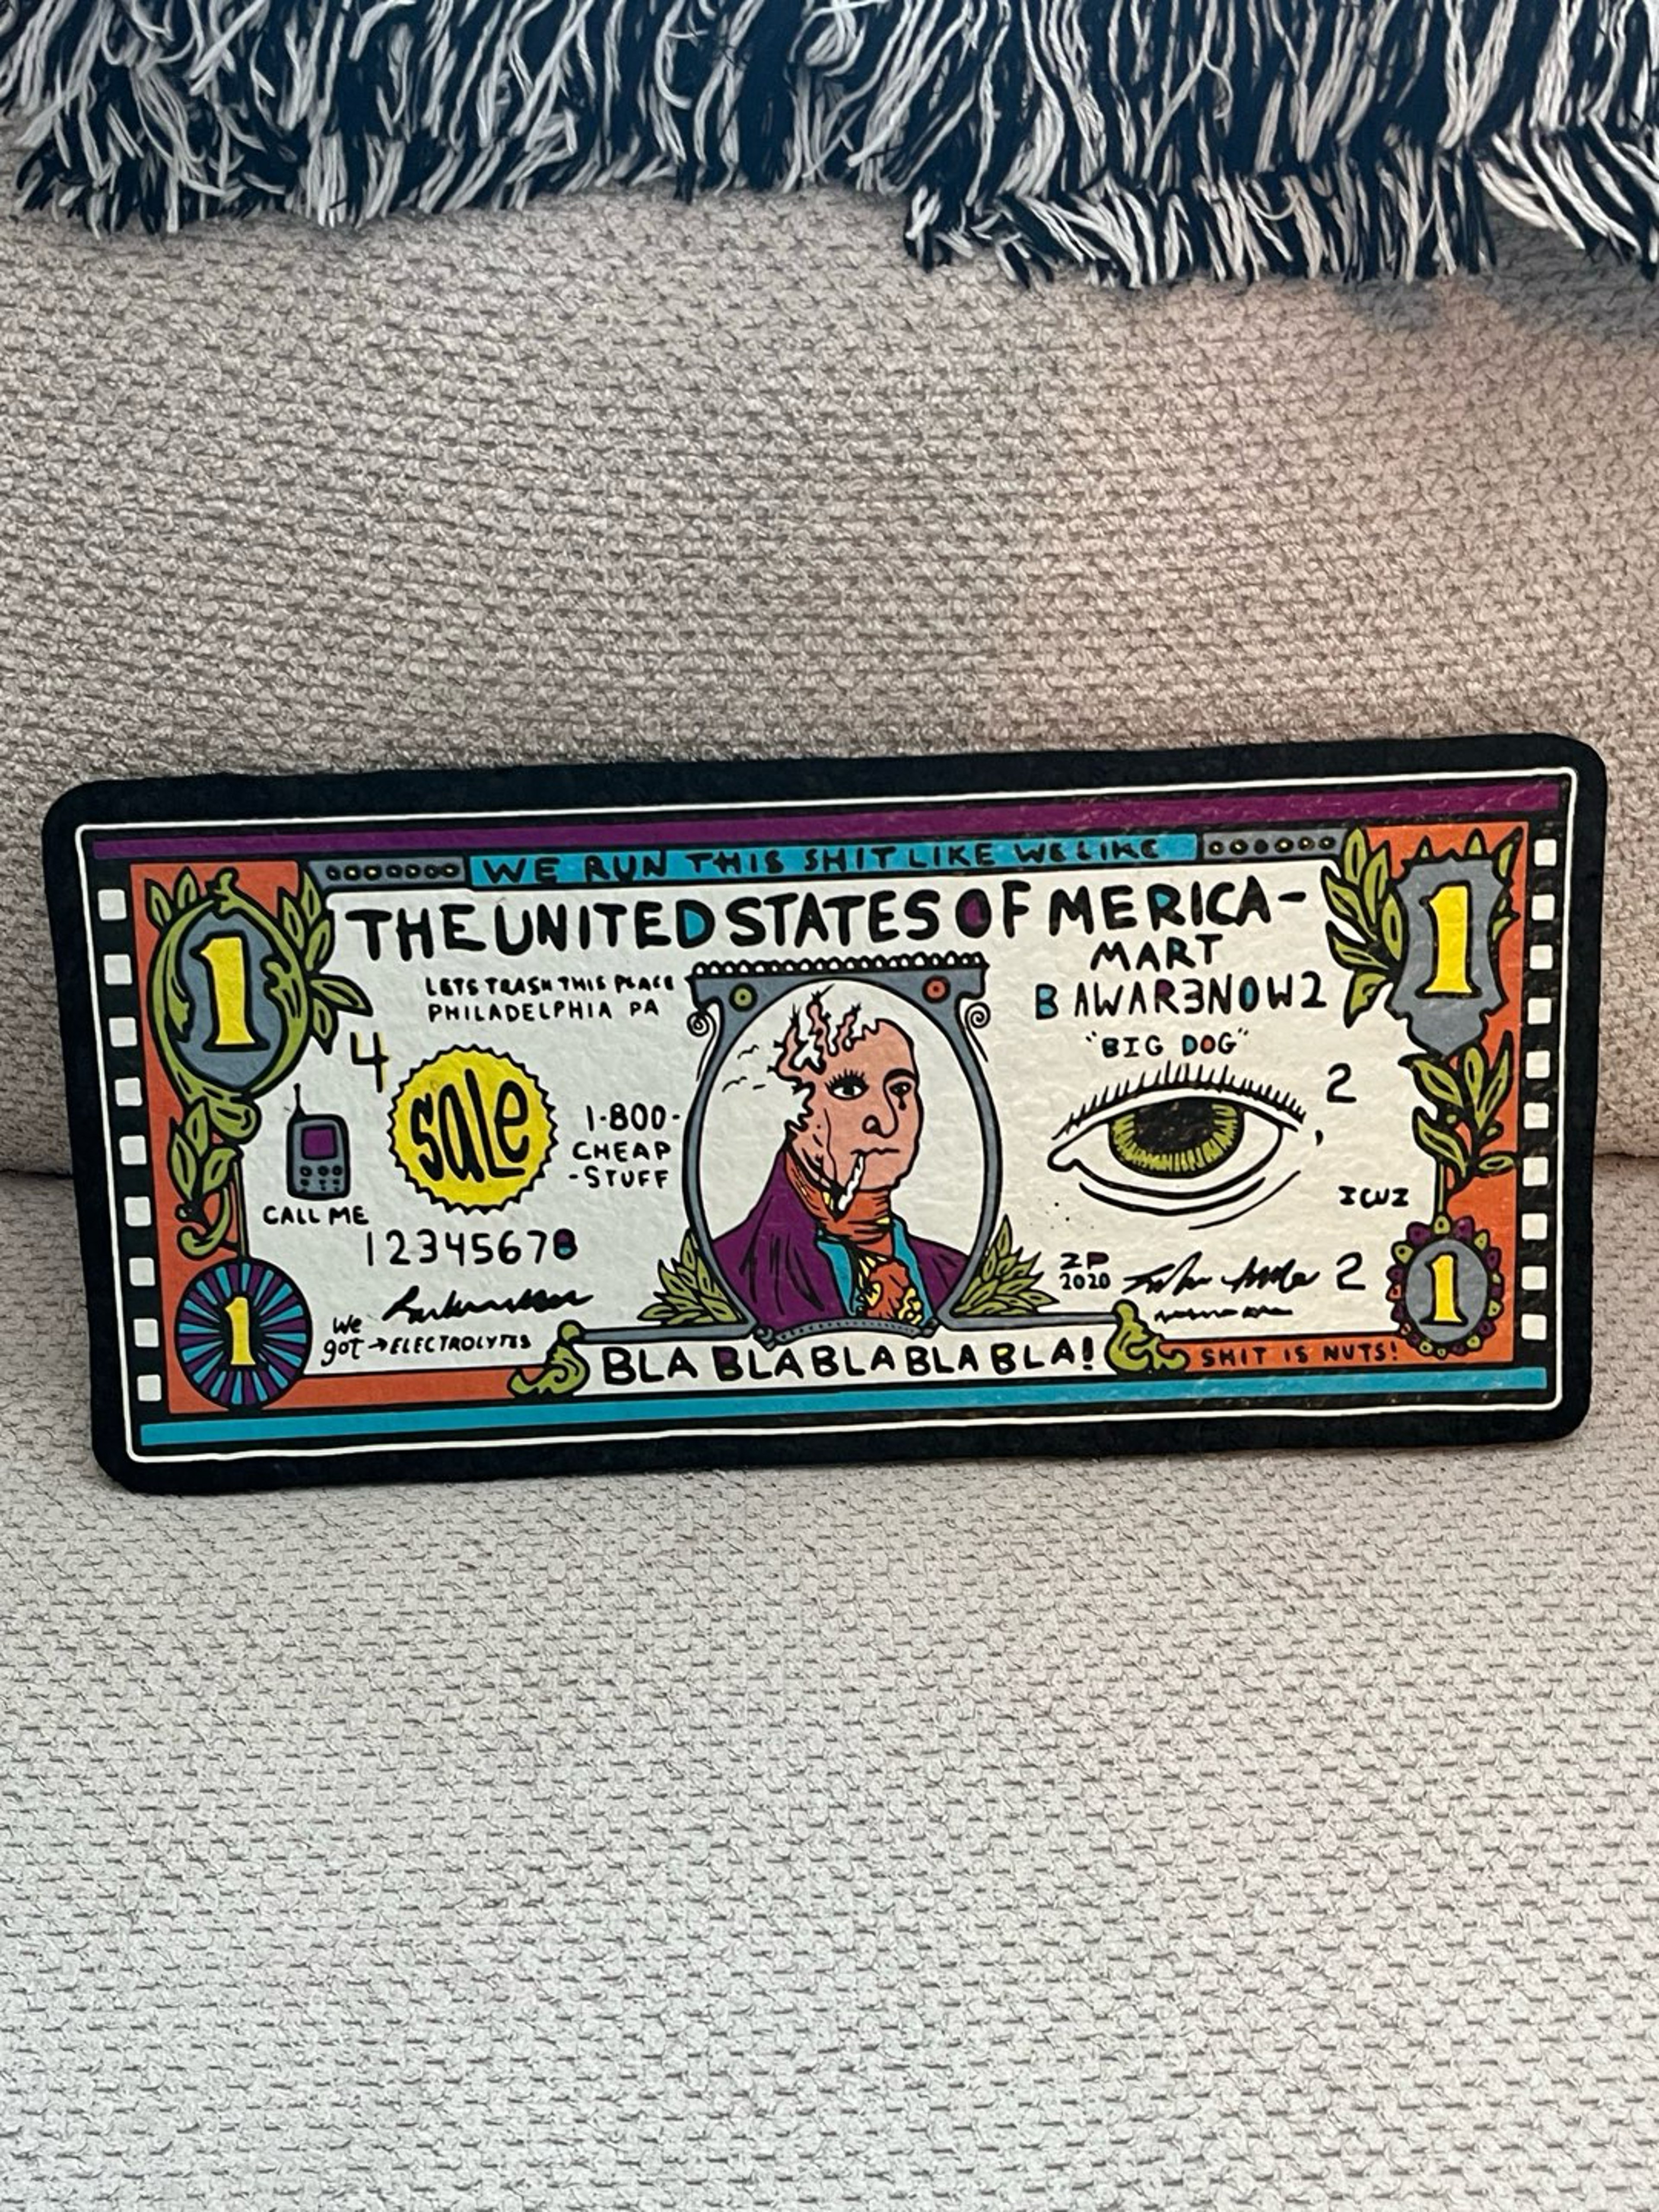 WE RUN THIS SHIT LIKE WE LIKE
THE UNITED STATES OF MERICA-
MART
LETS TRASH THIS PLACE
PHILADELPHIA PA
B AWAR3NOW2
"BIG DOG"
1
1
4
sale
1-800-
CHEAP
-STUFF
2
,
CALL ME
ICUZ
12345678
ZP
2020
2
1
1
We
got → ELECTROLYTES
BLA BLA BLA BLA BLA!
SHIT IS NUTS!